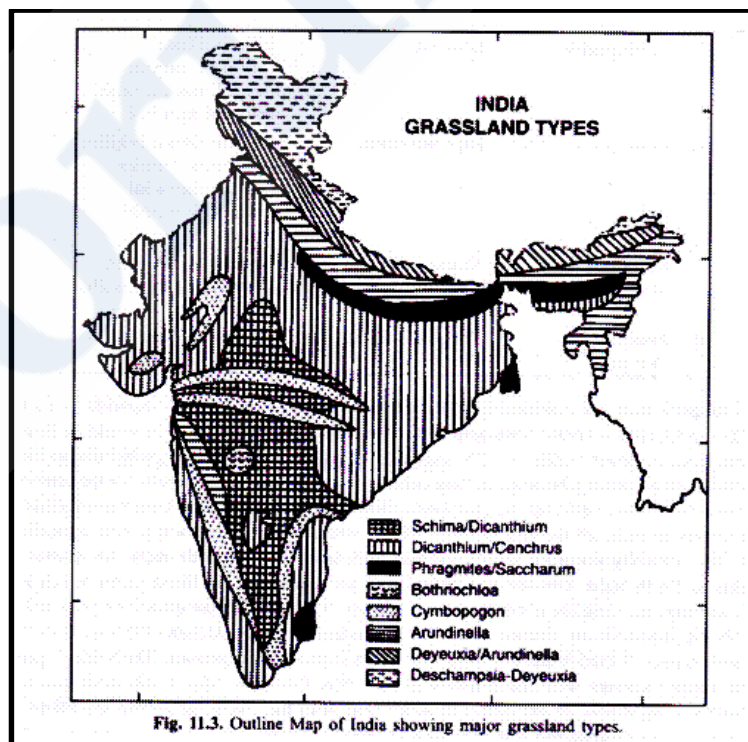 INDIA
GRASSLAND TYPES
Schima/Dicanthium
Dicanthium/Cenchrus
Phragmites/Saccharum
Bothriochloa
Cymbopogon
Arundinella
Deyeuxia/Arundinella
Deschampsia-Deyeuxia
Fig. 11.3. Outline Map of India showing major grassland types.